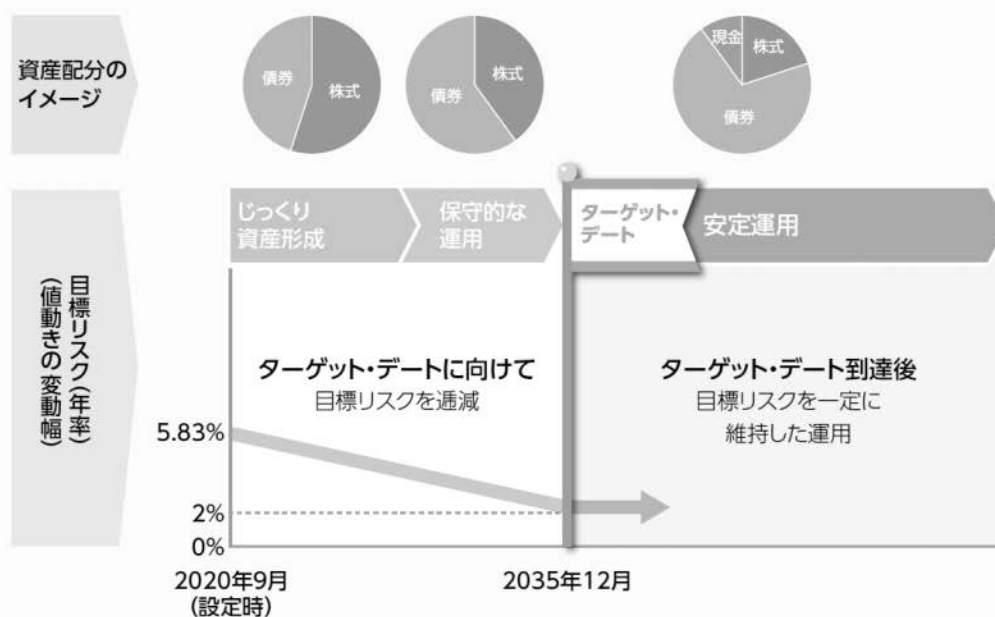 資産配分の
イメージ
債券
株式
債券
株式
現金
株式
債券
じっくり
資産形成
保守的な
運用
ターゲット・
デート
安定運用
目標リスク(年率)
(値動きの変動幅)
ターゲット・デートに向けて
目標リスクを逓減
ターゲット・デート到達後
目標リスクを一定に
維持した運用
5.83%
2%
0%
2020年9月
(設定時)
2035年12月